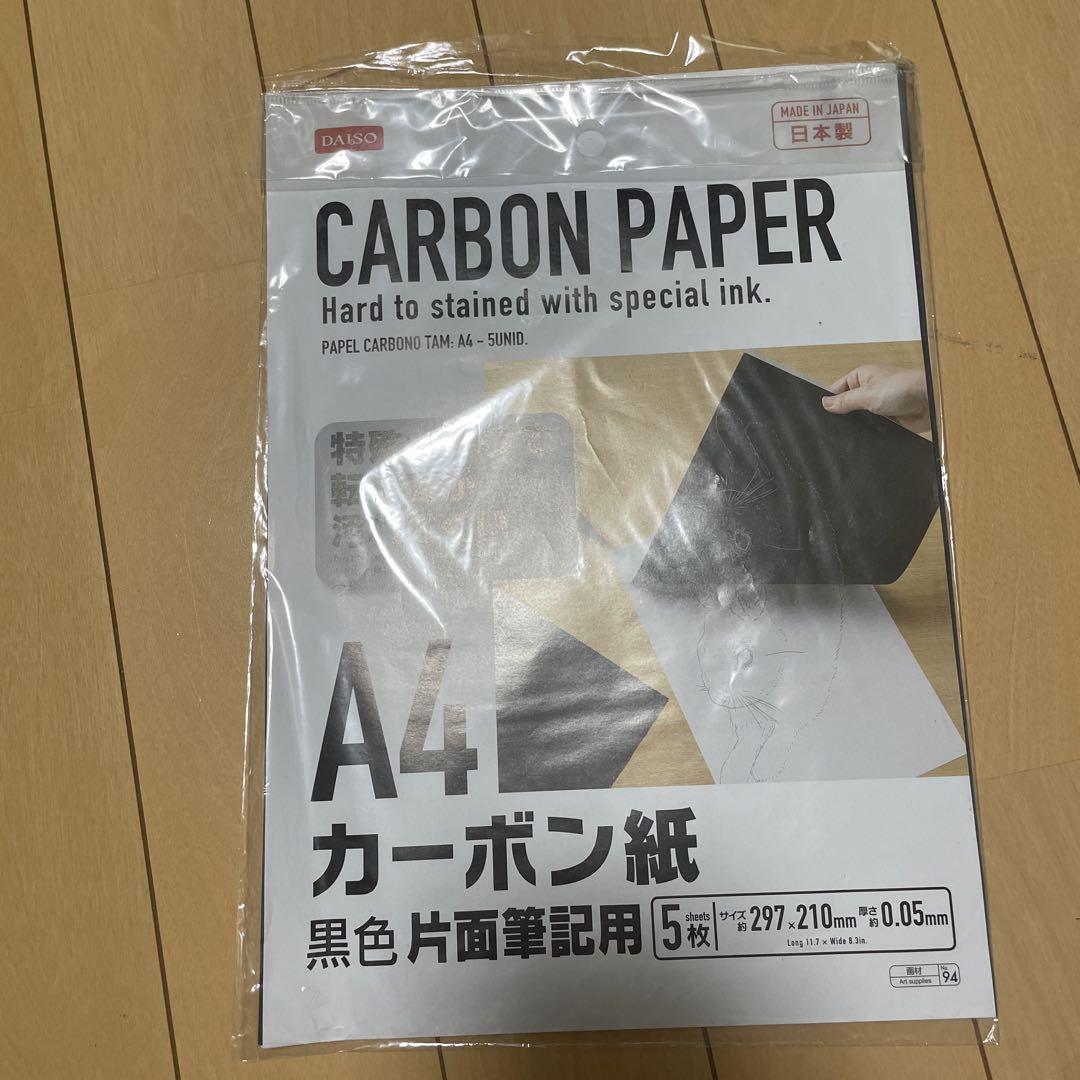 DAISO
MADE IN JAPAN
日本製
CARBON PAPER
Hard to stained with special ink.
PAPEL CARBONO TAM: A4 - 5UNID.
特殊
転
A4
カーボン紙
黒色 片面筆記用
5 sheets 枚
サイズ 約 297×210mm 厚さ 約 0.05mm
Long 11.7 × Wide 8.3in.
画材
Art supplies
No. 94